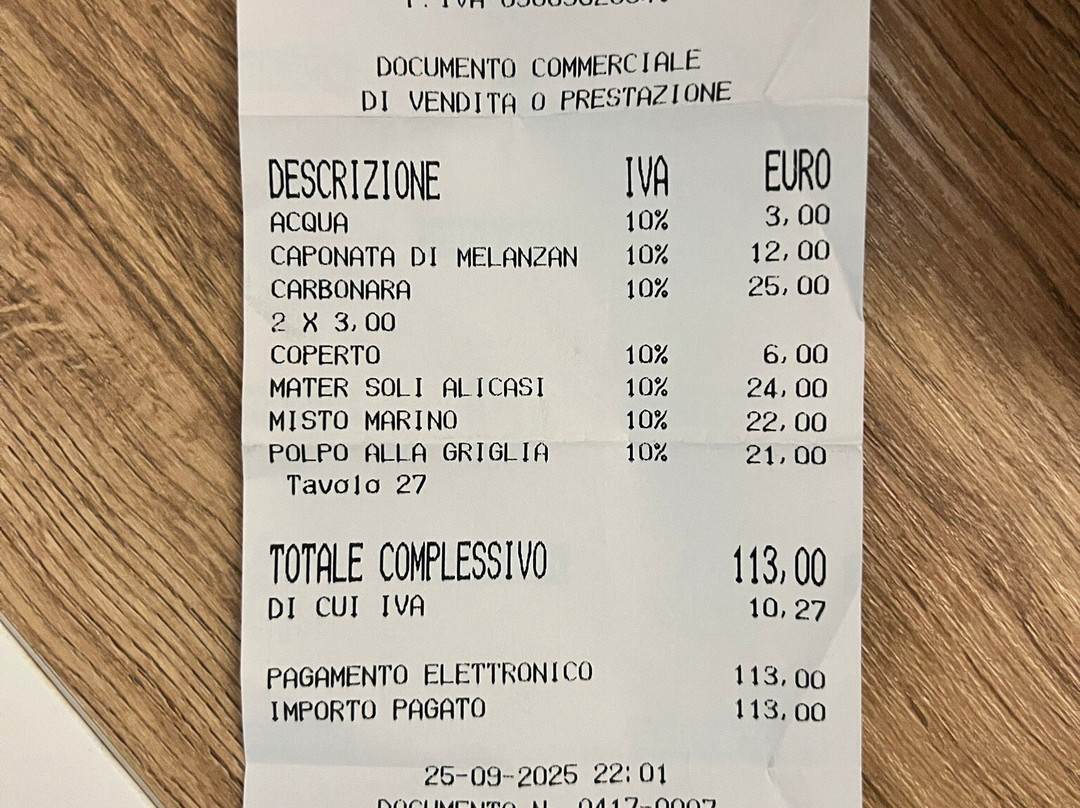 DOCUMENTO COMMERCIALE
DI VENDITA O PRESTAZIONE
DESCRIZIONE IVA EURO
ACQUA 10% 3,00
CAPONATA DI MELANZAN 10% 12,00
CARBONARA 10% 25,00
2 X 3,00
COPERTO 10% 6,00
MATER SOLI ALICASI 10% 24,00
MISTO MARINO 10% 22,00
POLPO ALLA GRIGLIA 10% 21,00
Tavolo 27
TOTALE COMPLESSIVO 113,00
DI CUI IVA 10,27
PAGAMENTO ELETTRONICO 113,00
IMPORTO PAGATO 113,00
25-09-2025 22:01
DOCUMENTO N. 0417-0007